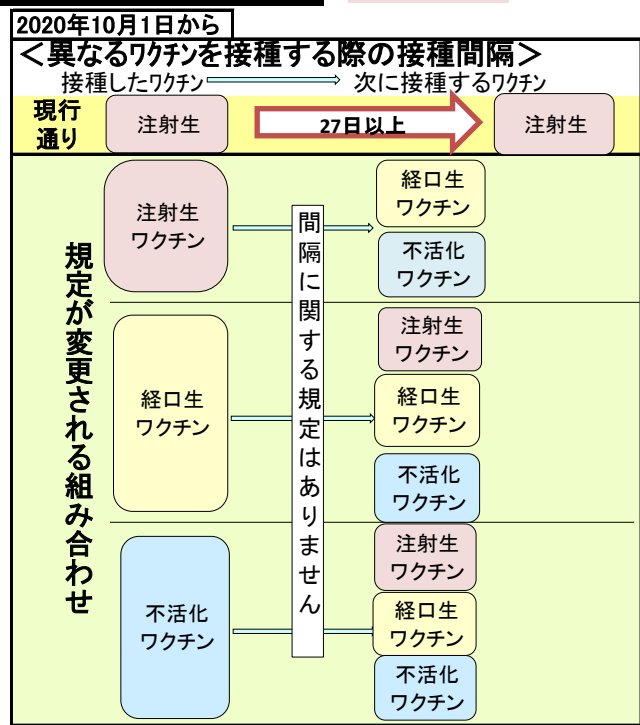 2020年10月1日から
＜異なるワクチンを接種する際の接種間隔＞
接種したワクチン
次に接種するワクチン
現行
通り
注射生
27日以上
注射生
規定が変更される組み合わせ
間隔に関する規定はありません
注射生
ワクチン
経口生
ワクチン
不活化
ワクチン
経口生
ワクチン
注射生
ワクチン
経口生
ワクチン
不活化
ワクチン
不活化
ワクチン
注射生
ワクチン
経口生
ワクチン
不活化
ワクチン